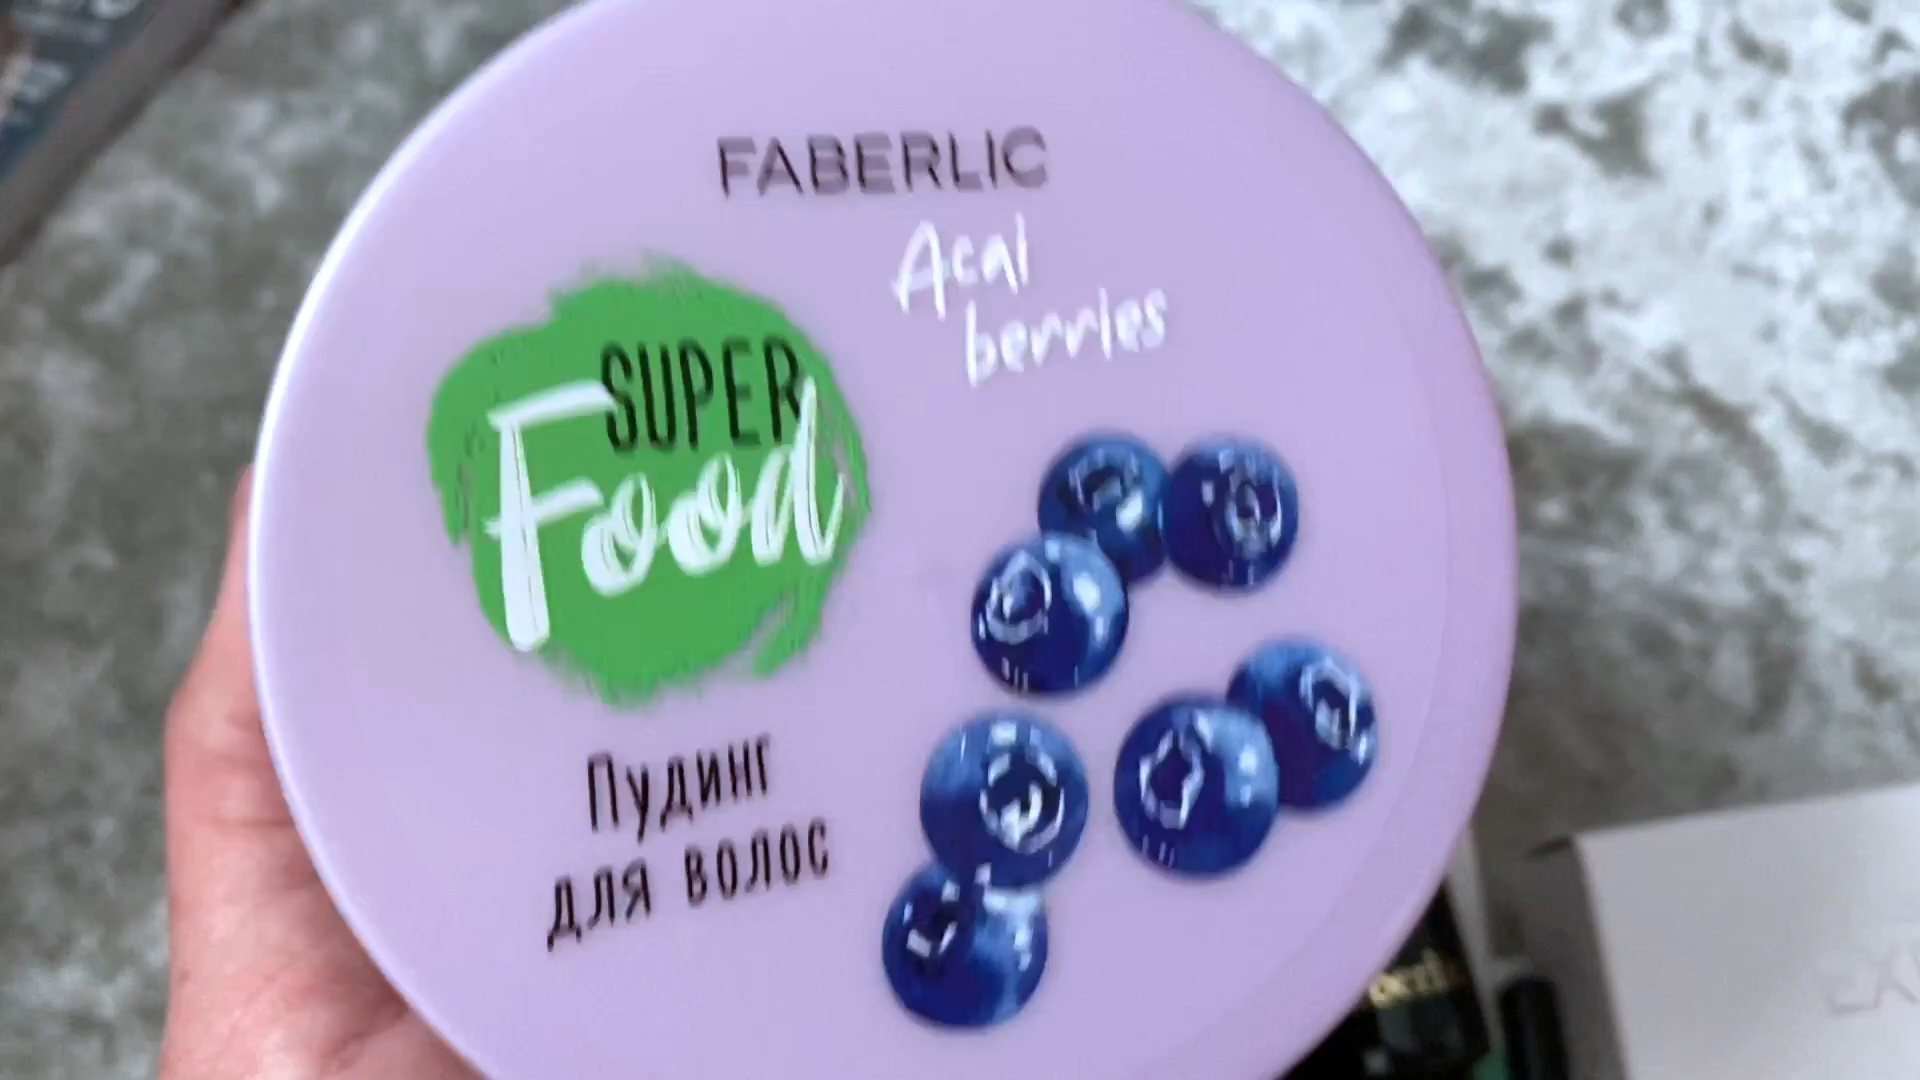 FABERLIC
Acai
berries
SUPER
Food
Пудинг
для волос